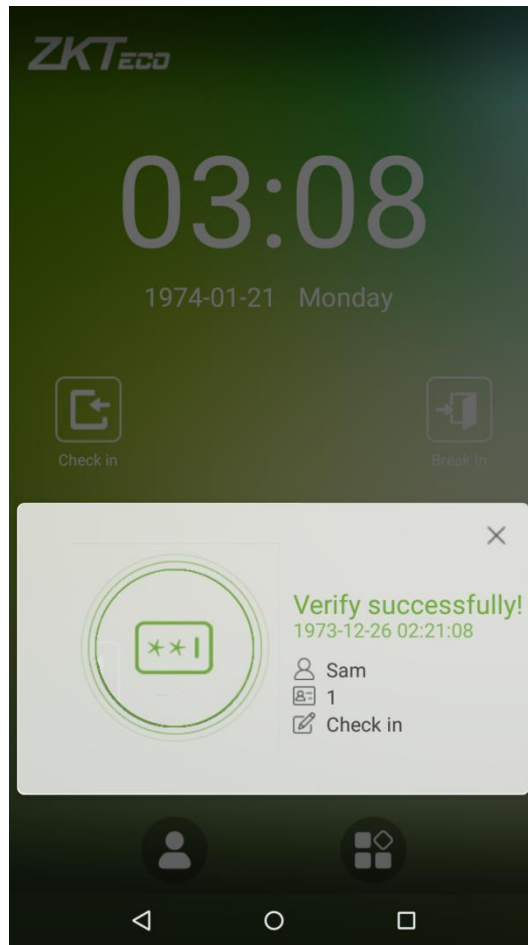 ZKTeco
03:08
1974-01-21 Monday
Check in
Break In
Verify successfully!
1973-12-26 02:21:08
Sam
1
Check in